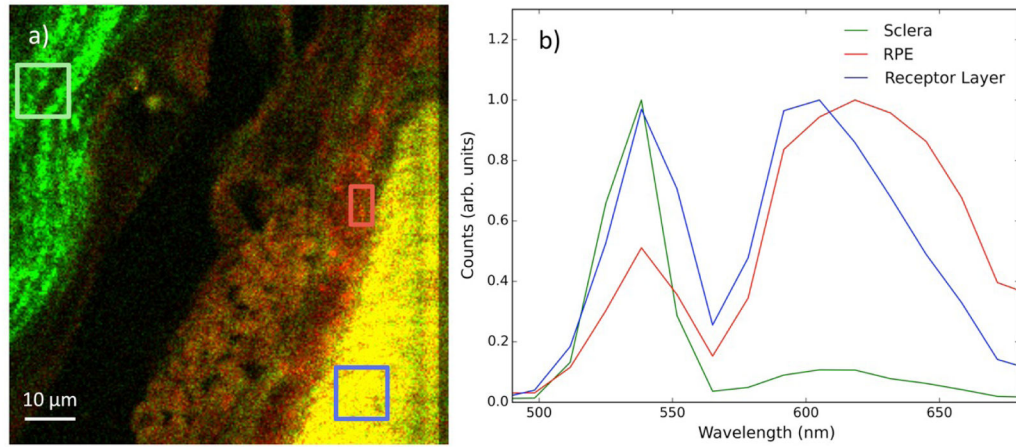 a)
10 μm
b)
Sclera
RPE
Receptor Layer
Counts (arb. units)
1.2
1.0
0.8
0.6
0.4
0.2
0.0
500
550
600
650
Wavelength (nm)